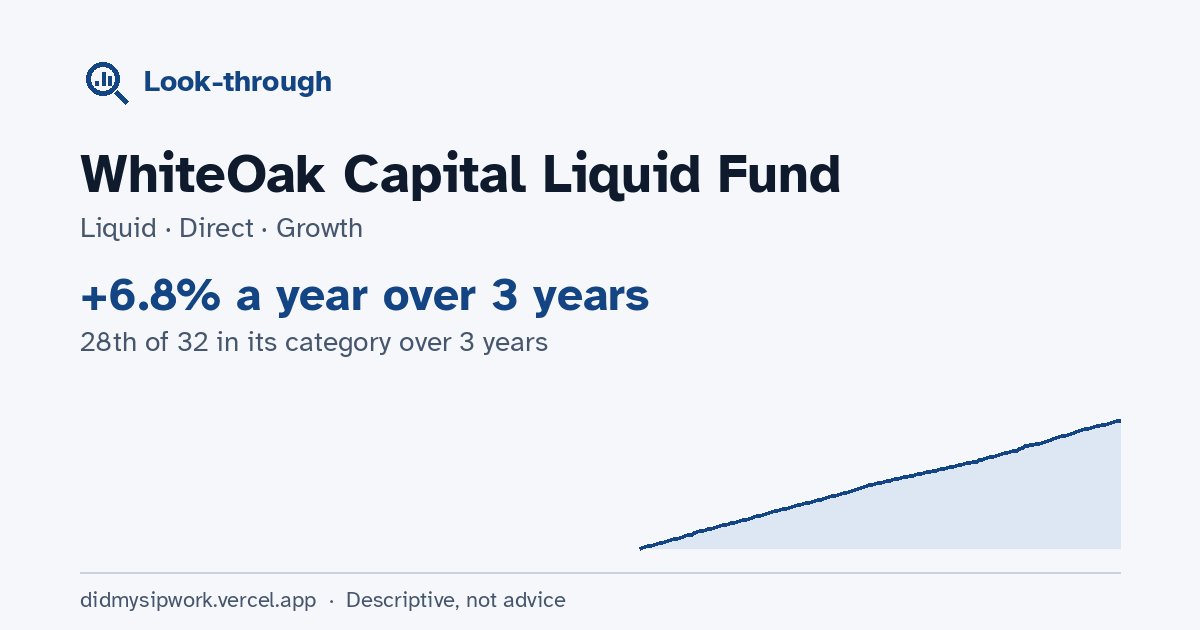 Look-through
WhiteOak Capital Liquid Fund
Liquid · Direct · Growth
+6.8% a year over 3 years
28th of 32 in its category over 3 years
didmysipwork.vercel.app · Descriptive, not advice